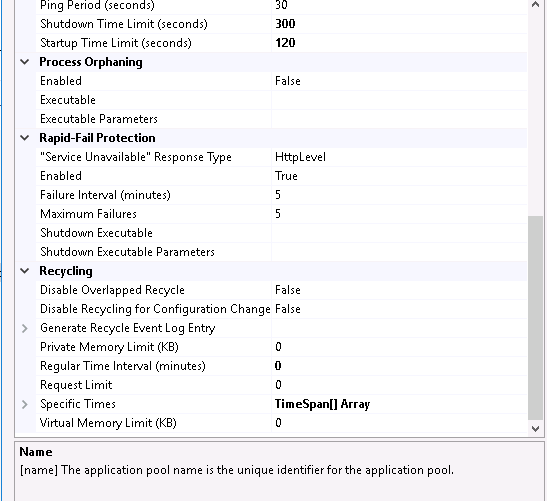 Ping Period (seconds) 30
Shutdown Time Limit (seconds) 300
Startup Time Limit (seconds) 120
Process Orphaning
Enabled False
Executable
Executable Parameters
Rapid-Fail Protection
"Service Unavailable" Response Type HttpLevel
Enabled True
Failure Interval (minutes) 5
Maximum Failures 5
Shutdown Executable
Shutdown Executable Parameters
Recycling
Disable Overlapped Recycle False
Disable Recycling for Configuration Change False
Generate Recycle Event Log Entry
Private Memory Limit (KB) 0
Regular Time Interval (minutes) 0
Request Limit 0
Specific Times TimeSpan[] Array
Virtual Memory Limit (KB) 0
Name
[name] The application pool name is the unique identifier for the application pool.